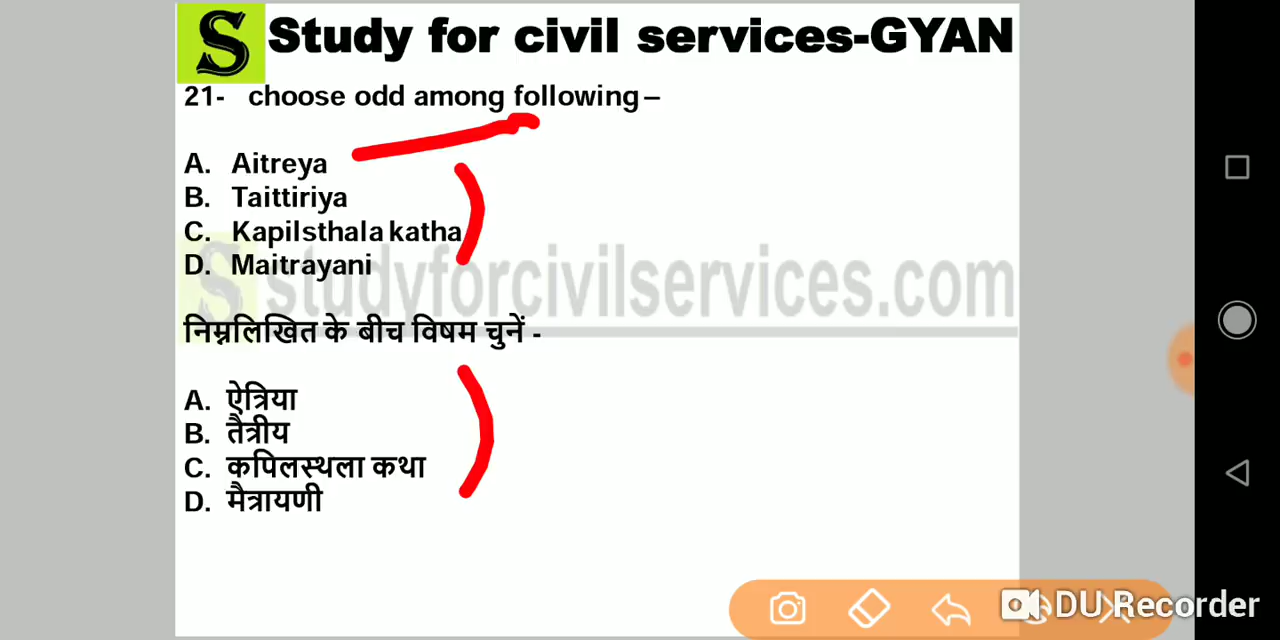 S Study for civil services-GYAN
21- choose odd among following –
A. Aitreya
B. Taittiriya
C. Kapilsthala katha
D. Maitrayani
S studyforcivilservices.com
निम्नलिखित के बीच विषम चुनें -
A. ऐत्रिया
B. तैत्रीय
C. कपिलस्थला कथा
D. मैत्रायणी
DU Recorder